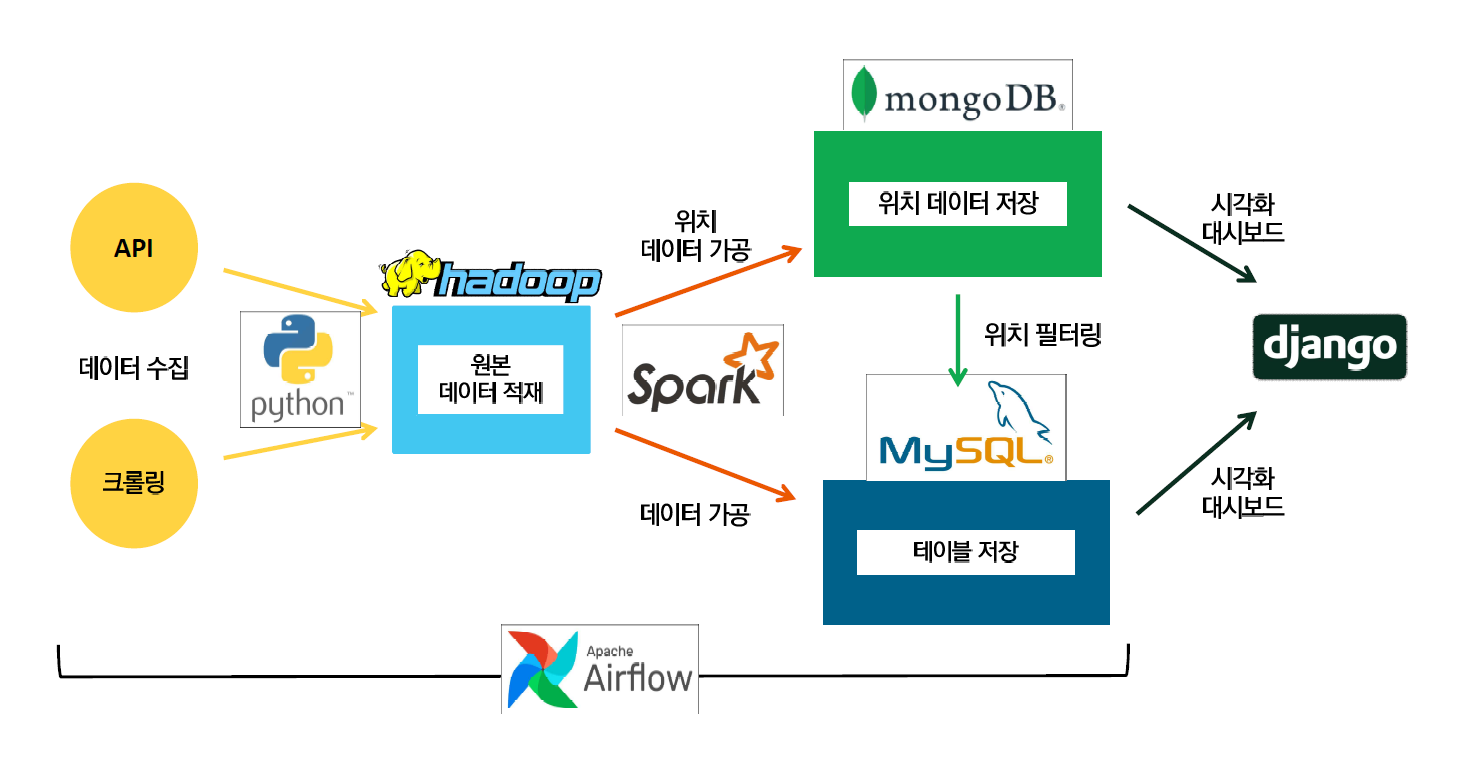 API
데이터 수집
크롤링
python™
hadoop
원본
데이터 적재
위치
데이터 가공
Spark
데이터 가공
mongoDB®
위치 데이터 저장
위치 필터링
MySQL®
테이블 저장
시각화
대시보드
django
시각화
대시보드
Apache
Airflow